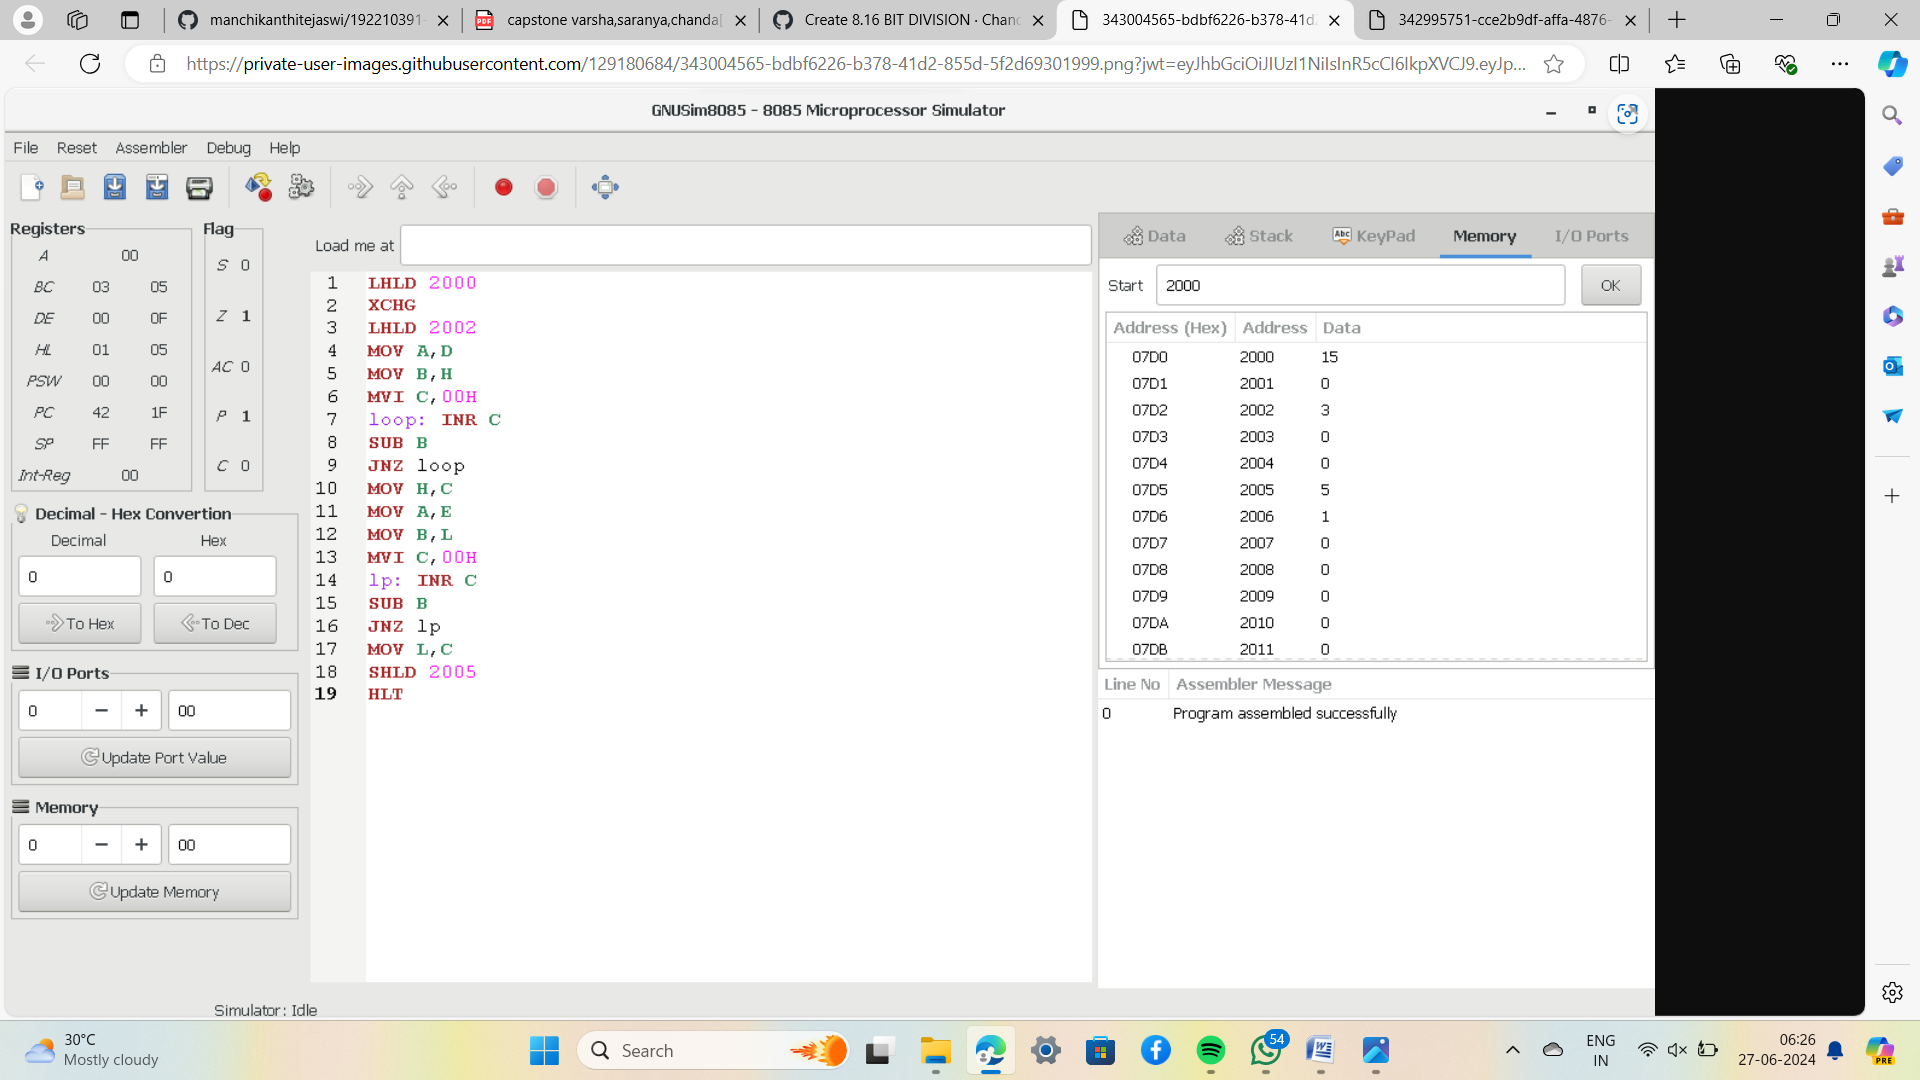 manchikanthitejaswi/192210391-
capstone varsha,saranya,chanda[
Create 8.16 BIT DIVISION · Chanc
343004565-bdbf6226-b378-41d2
342995751-cce2b9df-affa-4876-
https://private-user-images.githubusercontent.com/129180684/343004565-bdbf6226-b378-41d2-855d-5f2d69301999.png?jwt=eyJhbGciOiJIUzI1NiIsInR5cCI6IkpXVCJ9.eyJp...
GNUSim8085 - 8085 Microprocessor Simulator
File Reset Assembler Debug Help
Registers
A 00
BC 03 05
DE 00 0F
HL 01 05
PSW 00 00
PC 42 1F
SP FF FF
Int-Reg 00
Flag
S 0
Z 1
AC 0
P 1
C 0
Decimal - Hex Convertion
Decimal Hex
0 0
To Hex To Dec
I/O Ports
0 - + 00
Update Port Value
Memory
0 - + 00
Update Memory
Load me at
1 LHLD 2000
2 XCHG
3 LHLD 2002
4 MOV A,D
5 MOV B,H
6 MVI C,00H
7 loop: INR C
8 SUB B
9 JNZ loop
10 MOV H,C
11 MOV A,E
12 MOV B,L
13 MVI C,00H
14 lp: INR C
15 SUB B
16 JNZ lp
17 MOV L,C
18 SHLD 2005
19 HLT
Data Stack Abc KeyPad Memory I/O Ports
Start 2000 OK
Address (Hex) Address Data
07D0 2000 15
07D1 2001 0
07D2 2002 3
07D3 2003 0
07D4 2004 0
07D5 2005 5
07D6 2006 1
07D7 2007 0
07D8 2008 0
07D9 2009 0
07DA 2010 0
07DB 2011 0
Line No Assembler Message
0 Program assembled successfully
Simulator: Idle
30°C
Mostly cloudy
Search
54
ENG
IN
06:26
27-06-2024
PRE